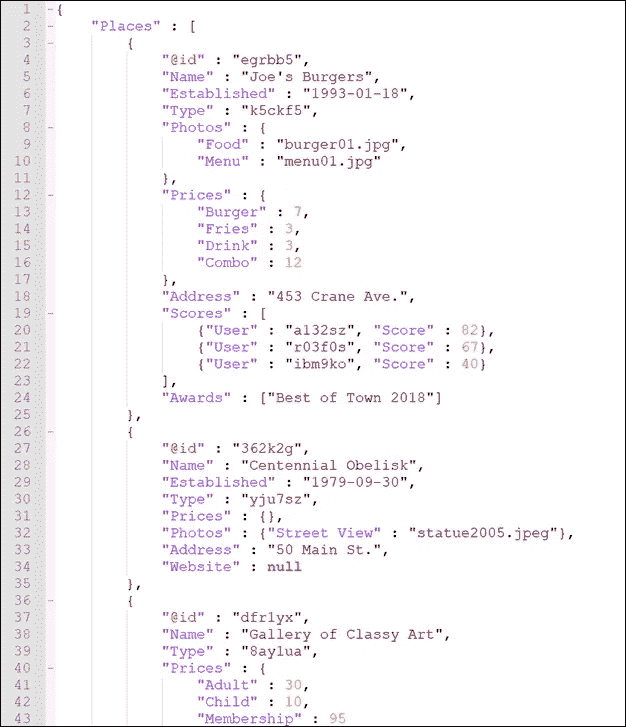 1 {
2 "Places" : [
3 {
4 "@id" : "egrbb5",
5 "Name" : "Joe's Burgers",
6 "Established" : "1993-01-18",
7 "Type" : "k5ckf5",
8 "Photos" : {
9 "Food" : "burger01.jpg",
10 "Menu" : "menu01.jpg"
11 },
12 "Prices" : {
13 "Burger" : 7,
14 "Fries" : 3,
15 "Drink" : 3,
16 "Combo" : 12
17 },
18 "Address" : "453 Crane Ave.",
19 "Scores" : [
20 {"User" : "a132sz", "Score" : 82},
21 {"User" : "r03f0s", "Score" : 67},
22 {"User" : "ibm9ko", "Score" : 40}
23 ],
24 "Awards" : ["Best of Town 2018"]
25 },
26 {
27 "@id" : "362k2g",
28 "Name" : "Centennial Obelisk",
29 "Established" : "1979-09-30",
30 "Type" : "yju7sz",
31 "Prices" : {},
32 "Photos" : {"Street View" : "statue2005.jpeg"},
33 "Address" : "50 Main St.",
34 "Website" : null
35 },
36 {
37 "@id" : "dfr1yx",
38 "Name" : "Gallery of Classy Art",
39 "Type" : "8ay1ua",
40 "Prices" : {
41 "Adult" : 30,
42 "Child" : 10,
43 "Membership" : 95